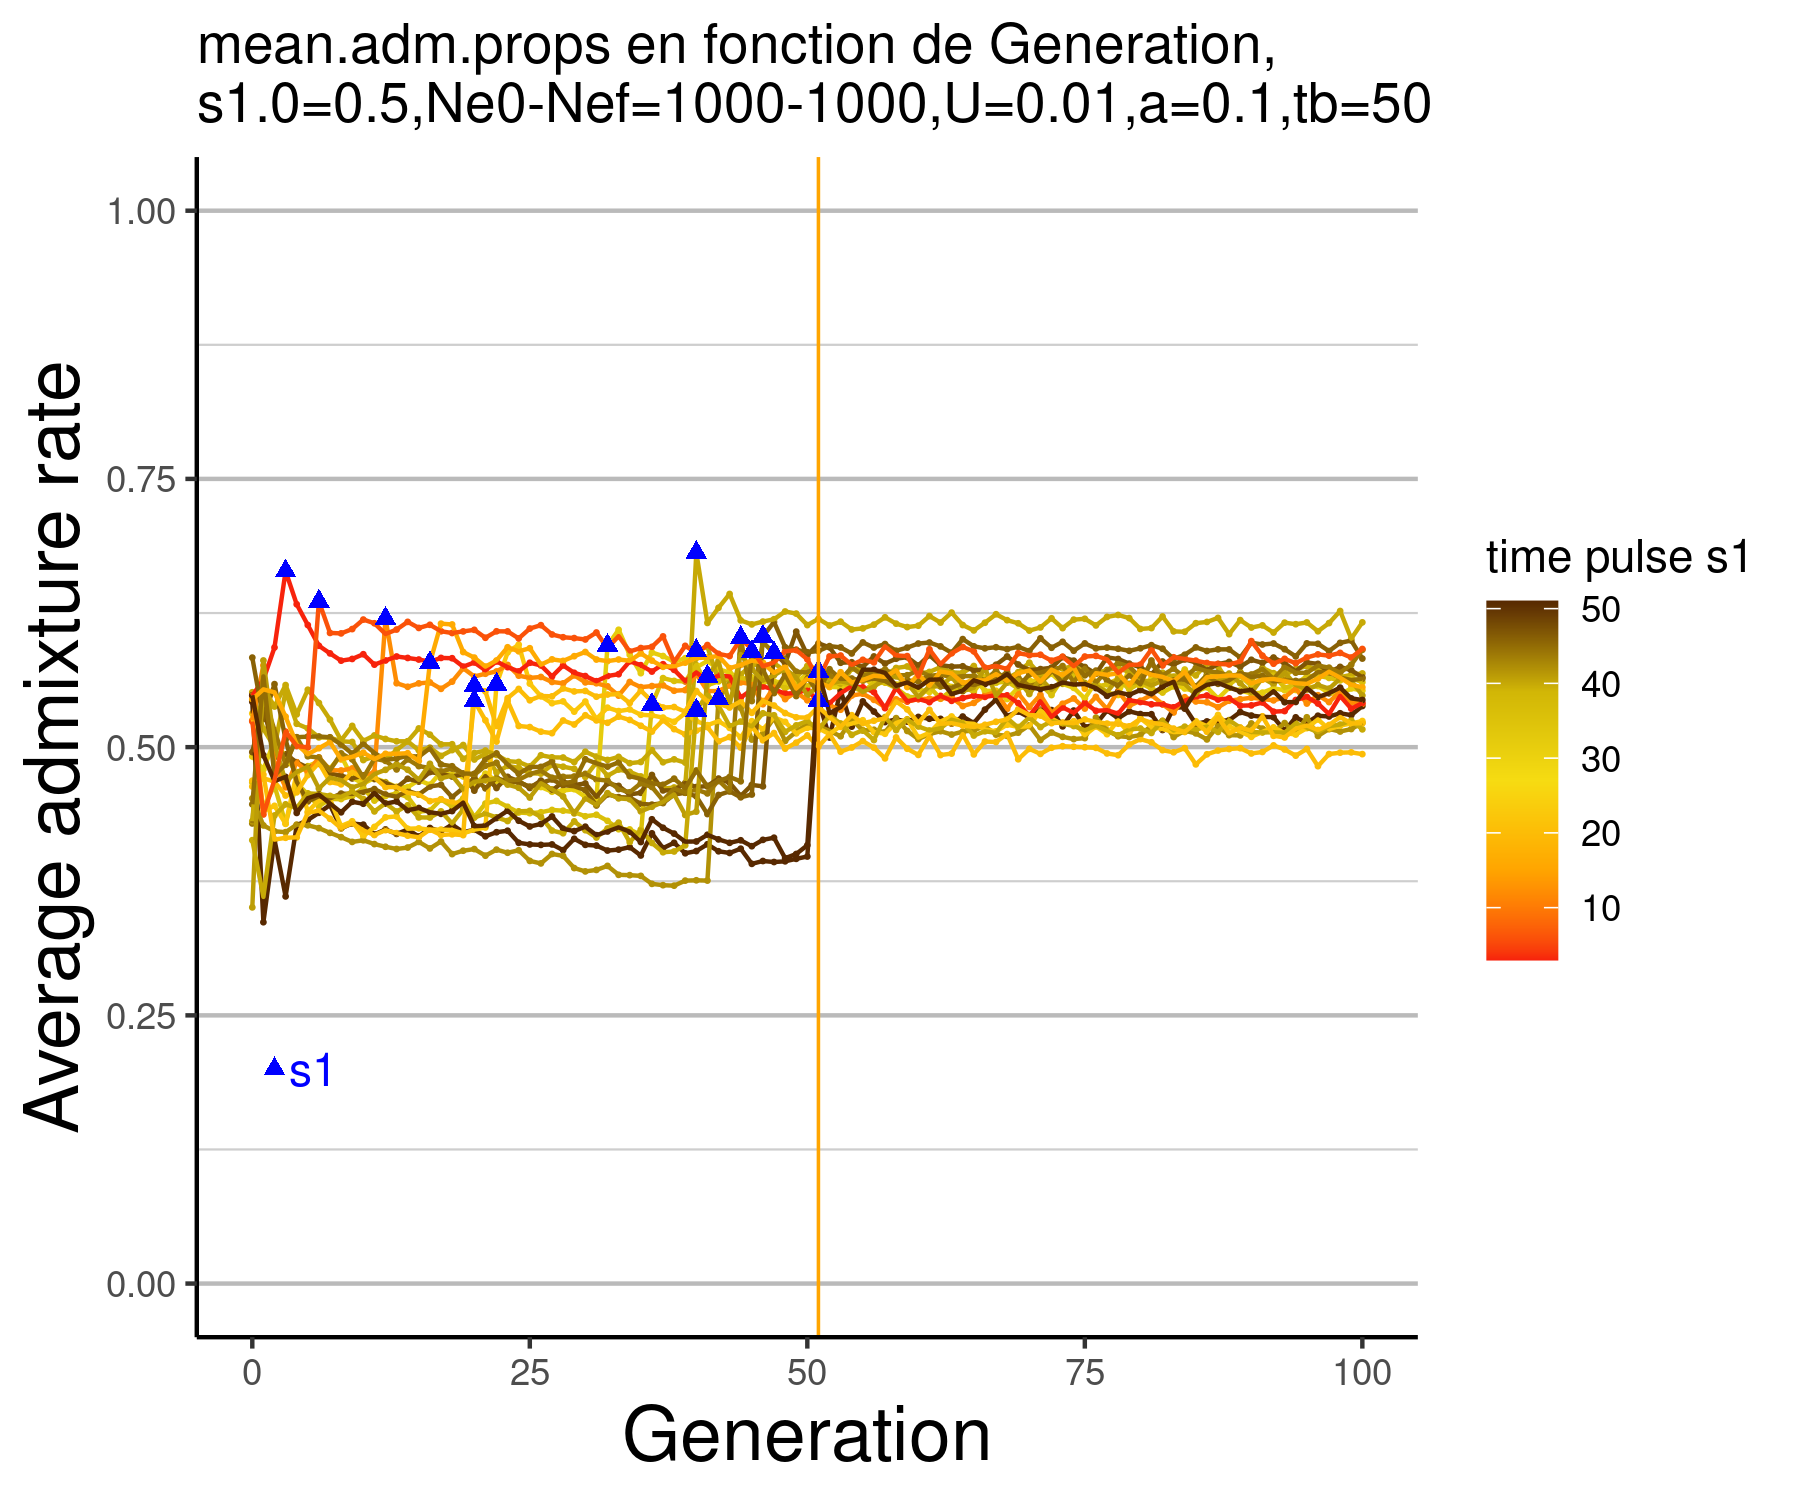 mean.adm.props en fonction de Generation,
s1.0=0.5,Ne0-Nef=1000-1000,U=0.01,a=0.1,tb=50
Average admixture rate
1.00
0.75
0.50
0.25
0.00
s1
0
25
50
75
100
Generation
time pulse s1
50
40
30
20
10